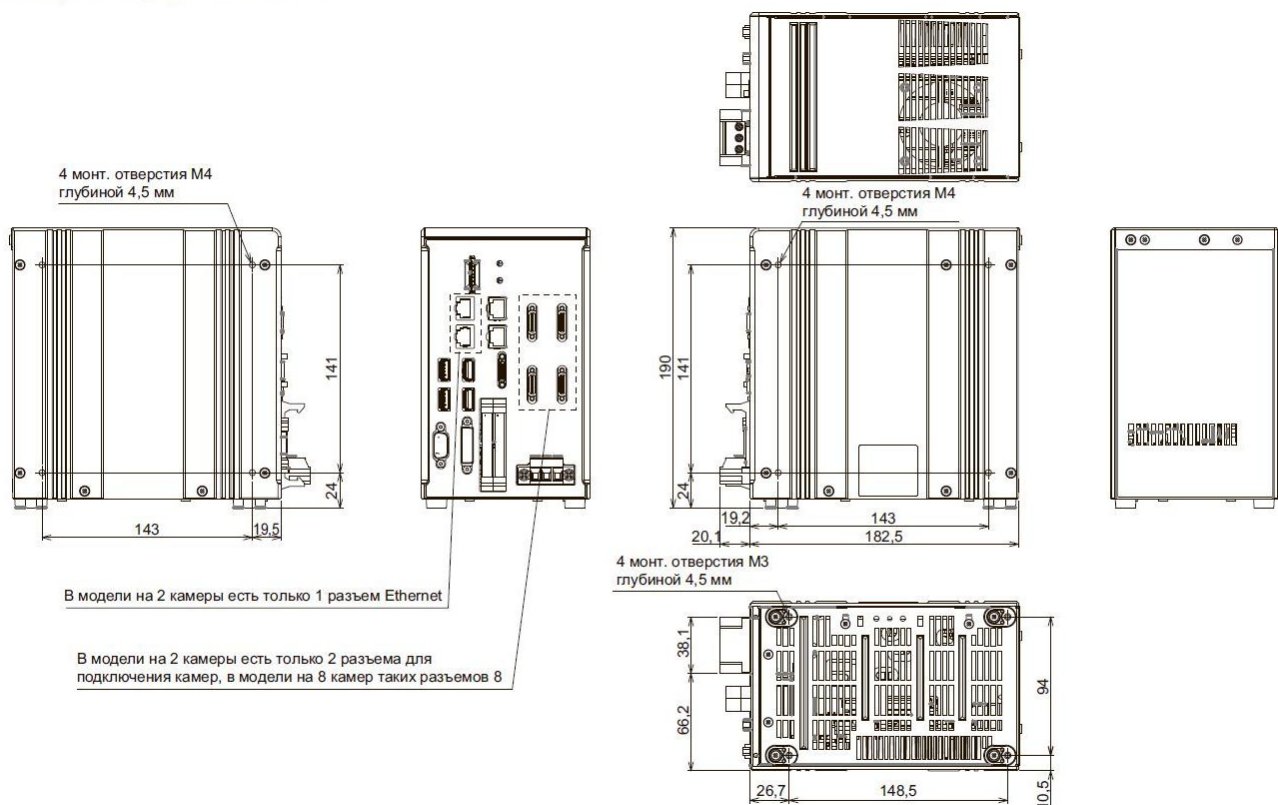 4 монт. отверстия M4
глубиной 4,5 мм
4 монт. отверстия M4
глубиной 4,5 мм
141
24
143
19,5
190
141
24
19,2
143
20,1
182,5
4 монт. отверстия M3
глубиной 4,5 мм
В модели на 2 камеры есть только 1 разъем Ethernet
В модели на 2 камеры есть только 2 разъема для
подключения камер, в модели на 8 камер таких разъемов 8
38,1
66,2
94
26,7
148,5